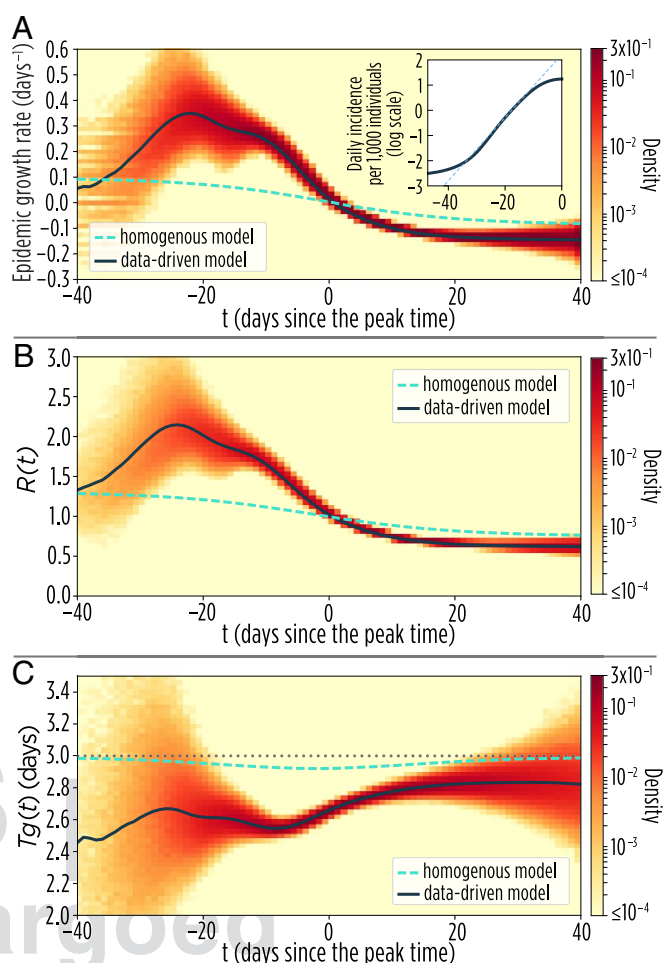 A
Epidemic growth rate (days⁻¹)
0.6
0.5
0.4
0.3
0.2
0.1
0.0
−0.1
−0.2
−0.3
−40
−20
0
20
40
t (days since the peak time)
homogenous model
data-driven model
Daily incidence
per 1,000 individuals
(log scale)
2
1
0
−1
−2
−3
−40
−20
0
3x10⁻¹
10⁻¹
10⁻²
10⁻³
≤10⁻⁴
Density
B
R(t)
3.0
2.5
2.0
1.5
1.0
0.5
0.0
−40
−20
0
20
40
t (days since the peak time)
homogenous model
data-driven model
3x10⁻¹
10⁻¹
10⁻²
10⁻³
≤10⁻⁴
Density
C
Tg(t) (days)
3.4
3.2
3.0
2.8
2.6
2.4
2.2
2.0
−40
−20
0
20
40
t (days since the peak time)
homogenous model
data-driven model
3x10⁻¹
10⁻¹
10⁻²
10⁻³
≤10⁻⁴
Density